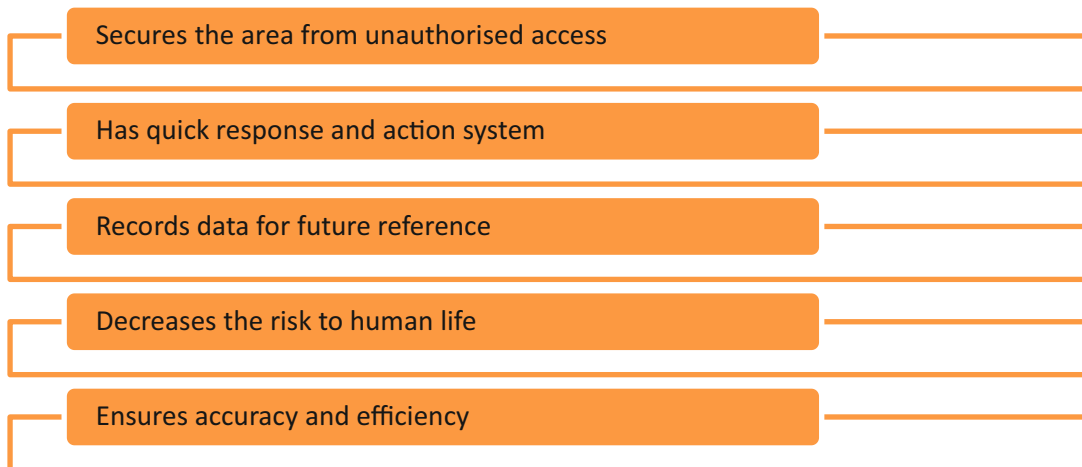 Secures the area from unauthorised access
Has quick response and action system
Records data for future reference
Decreases the risk to human life
Ensures accuracy and efficiency